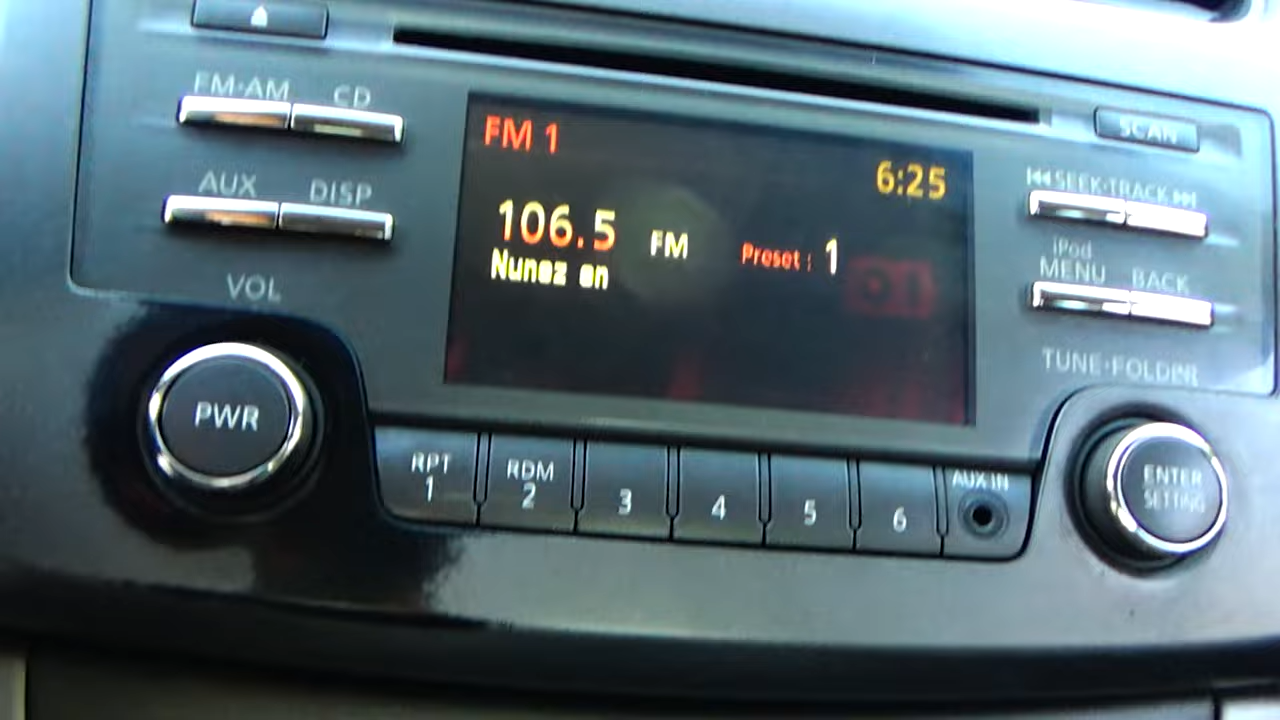 FM·AM CD
SCAN
FM 1
6:25
AUX DISP
SEEK·TRACK
106.5 FM Preset : 1
Nunez en
iPod
MENU BACK
VOL
TUNE·FOLDER
PWR
RPT
1
RDM
2
3
4
5
6
AUX IN
ENTER
SETTING